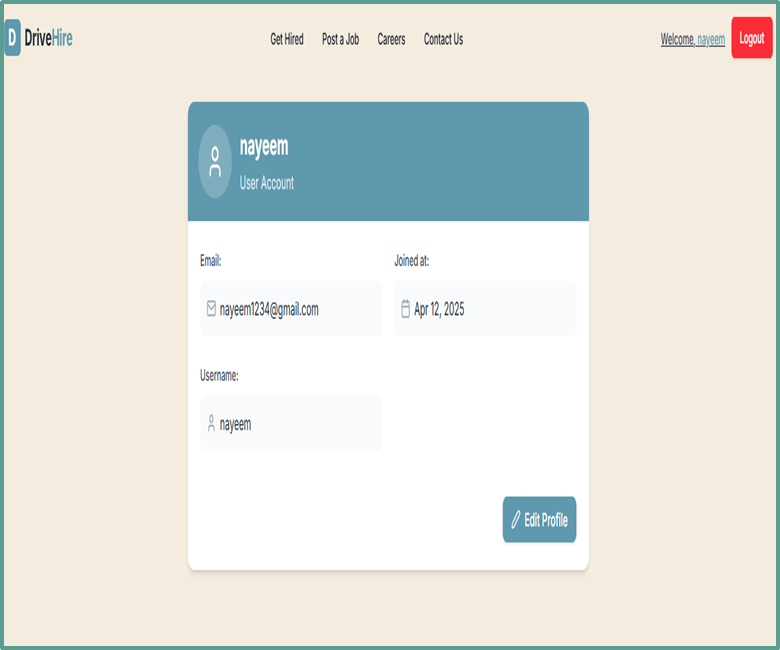 D DriveHire
Get Hired Post a Job Careers Contact Us
Welcome, nayeem Logout
nayeem
User Account
Email: Joined at:
nayeem1234@gmail.com Apr 12, 2025
Username:
nayeem
Edit Profile